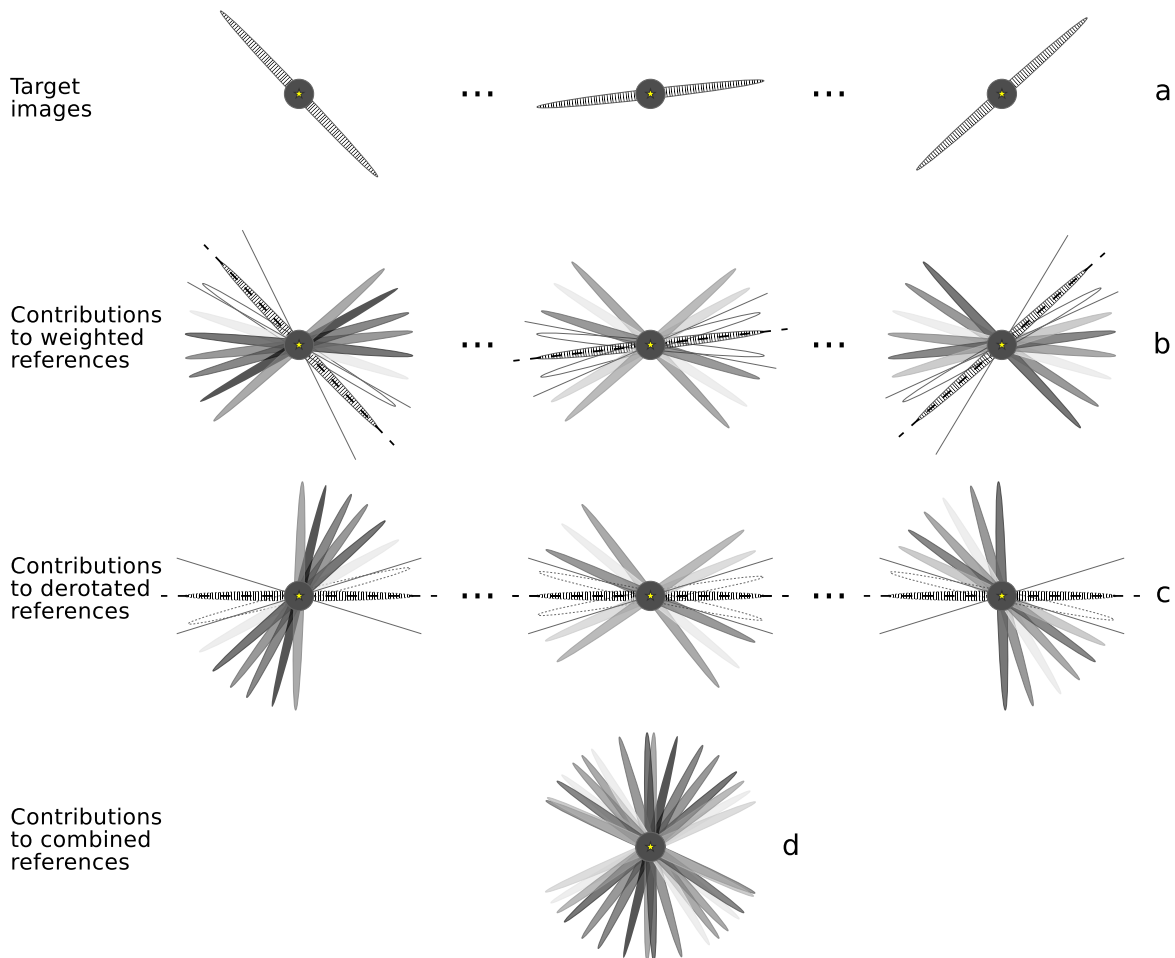 Target
images
... ...
a
Contributions
to weighted
references
... ...
b
Contributions
to derotated
references
... ...
c
Contributions
to combined
references
d